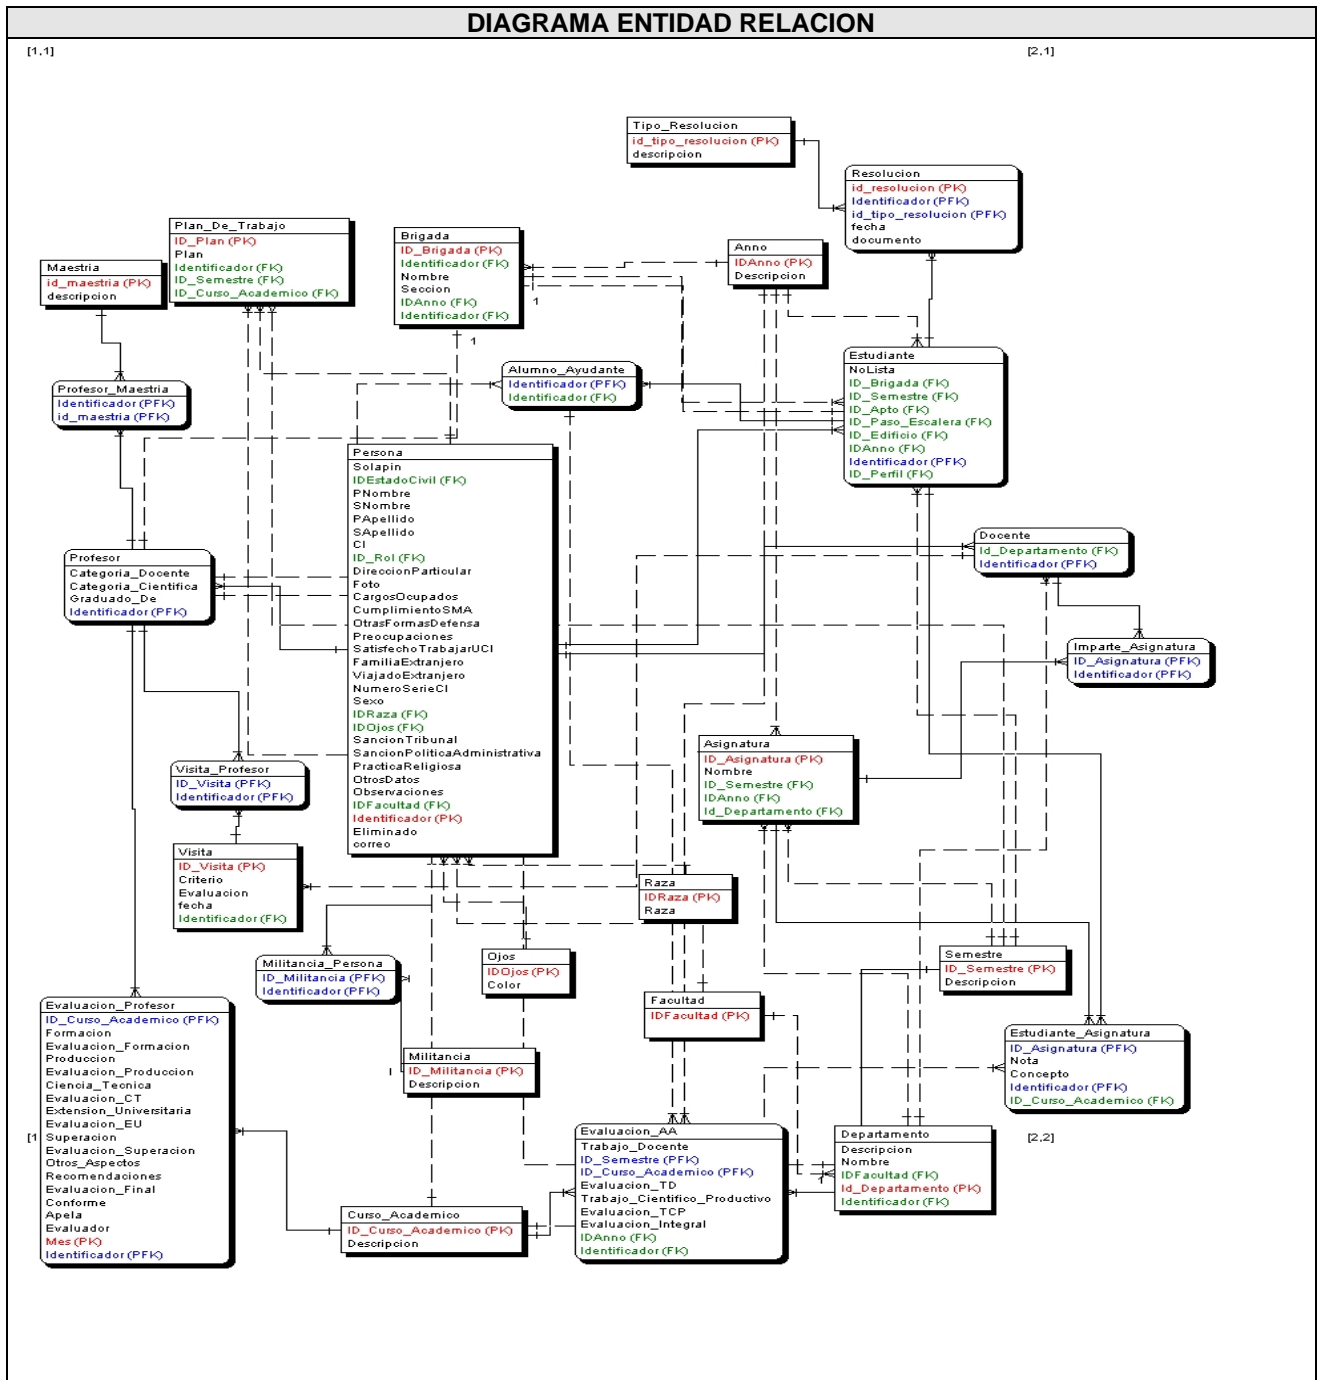 DIAGRAMA ENTIDAD RELACION
[1,1]
[2,1]
Tipo_Resolucion
id_tipo_resolucion (PK)
descripcion
Resolucion
id_resolucion (PK)
Identificador (PFK)
id_tipo_resolucion (PFK)
fecha
documento
Plan_De_Trabajo
ID_Plan (PK)
Plan
Identificador (FK)
ID_Semestre (FK)
ID_Curso_Academico (FK)
Brigada
ID_Brigada (PK)
Identificador (FK)
Nombre
Seccion
IDAnno (FK)
Identificador (FK)
1
1
Anno
IDAnno (PK)
Descripcion
Maestria
id_maestria (PK)
descripcion
Estudiante
NoLista
ID_Brigada (FK)
ID_Semestre (FK)
ID_Apto (FK)
ID_Paso_Escalera (FK)
ID_Edificio (FK)
IDAnno (FK)
Identificador (PFK)
ID_Perfil (FK)
Alumno_Ayudante
Identificador (PFK)
Identificador (FK)
Profesor_Maestria
Identificador (PFK)
id_maestria (PFK)
Persona
Solapin
IDEstadoCivil (FK)
PNombre
SNombre
PApellido
SApellido
CI
ID_Rol (FK)
DireccionParticular
Foto
CargosOcupados
CumplimientoSMA
OtrasFormasDefensa
Preocupaciones
SatisfechoTrabajarUCI
FamiliaExtranjero
ViajadoExtranjero
NumeroSerieCI
Sexo
IDRaza (FK)
IDOjos (FK)
SancionTribunal
SancionPoliticaAdministrativa
PracticaReligiosa
OtrosDatos
Observaciones
IDFacultad (FK)
Identificador (PK)
Eliminado
correo
Profesor
Categoria_Docente
Categoria_Cientifica
Graduado_De
Identificador (PFK)
Docente
Id_Departamento (FK)
Identificador (PFK)
Imparte_Asignatura
ID_Asignatura (PFK)
Identificador (PFK)
Asignatura
ID_Asignatura (PK)
Nombre
ID_Semestre (FK)
IDAnno (FK)
Id_Departamento (FK)
Visita_Profesor
ID_Visita (PFK)
Identificador (PFK)
Visita
ID_Visita (PK)
Criterio
Evaluacion
fecha
Identificador (FK)
Raza
IDRaza (PK)
Raza
Militancia_Persona
ID_Militancia (PFK)
Identificador (PFK)
Ojos
IDOjos (PK)
Color
Semestre
ID_Semestre (PK)
Descripcion
Facultad
IDFacultad (PK)
Evaluacion_Profesor
ID_Curso_Academico (PFK)
Formacion
Evaluacion_Formacion
Produccion
Evaluacion_Produccion
Ciencia_Tecnica
Evaluacion_CT
Extension_Universitaria
Evaluacion_EU
Superacion
Evaluacion_Superacion
Otros_Aspectos
Recomendaciones
Evaluacion_Final
Conforme
Apela
Evaluador
Mes (PK)
Identificador (PFK)
[1
Militancia
ID_Militancia (PK)
Descripcion
Estudiante_Asignatura
ID_Asignatura (PFK)
Nota
Concepto
Identificador (PFK)
ID_Curso_Academico (FK)
[2,2]
Evaluacion_AA
Trabajo_Docente
ID_Semestre (PFK)
ID_Curso_Academico (PFK)
Evaluacion_TD
Trabajo_Cientifico_Productivo
Evaluacion_TCP
Evaluacion_Integral
IDAnno (FK)
Identificador (FK)
Departamento
Descripcion
Nombre
IDFacultad (FK)
Id_Departamento (PK)
Identificador (FK)
Curso_Academico
ID_Curso_Academico (PK)
Descripcion